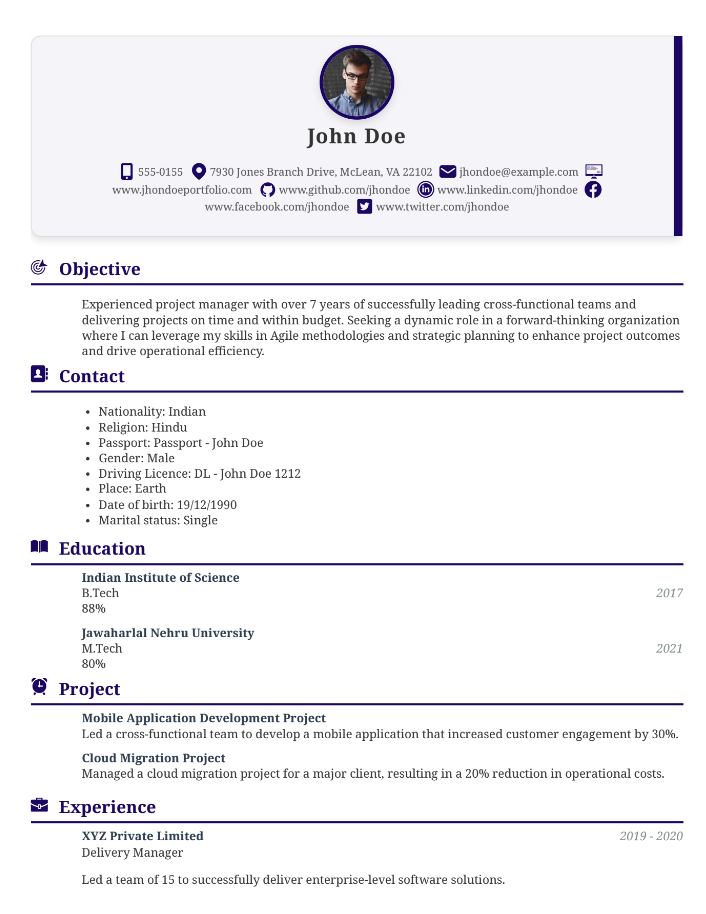 John Doe
555-0155 7930 Jones Branch Drive, McLean, VA 22102 jhondoe@example.com
www.jhondoeportfolio.com www.github.com/jhondoe www.linkedin.com/jhondoe
www.facebook.com/jhondoe www.twitter.com/jhondoe
Objective
Experienced project manager with over 7 years of successfully leading cross-functional teams and
delivering projects on time and within budget. Seeking a dynamic role in a forward-thinking organization
where I can leverage my skills in Agile methodologies and strategic planning to enhance project outcomes
and drive operational efficiency.
Contact
• Nationality: Indian
• Religion: Hindu
• Passport: Passport - John Doe
• Gender: Male
• Driving Licence: DL - John Doe 1212
• Place: Earth
• Date of birth: 19/12/1990
• Marital status: Single
Education
Indian Institute of Science
B.Tech 2017
88%
Jawaharlal Nehru University
M.Tech 2021
80%
Project
Mobile Application Development Project
Led a cross-functional team to develop a mobile application that increased customer engagement by 30%.
Cloud Migration Project
Managed a cloud migration project for a major client, resulting in a 20% reduction in operational costs.
Experience
XYZ Private Limited 2019 - 2020
Delivery Manager
Led a team of 15 to successfully deliver enterprise-level software solutions.